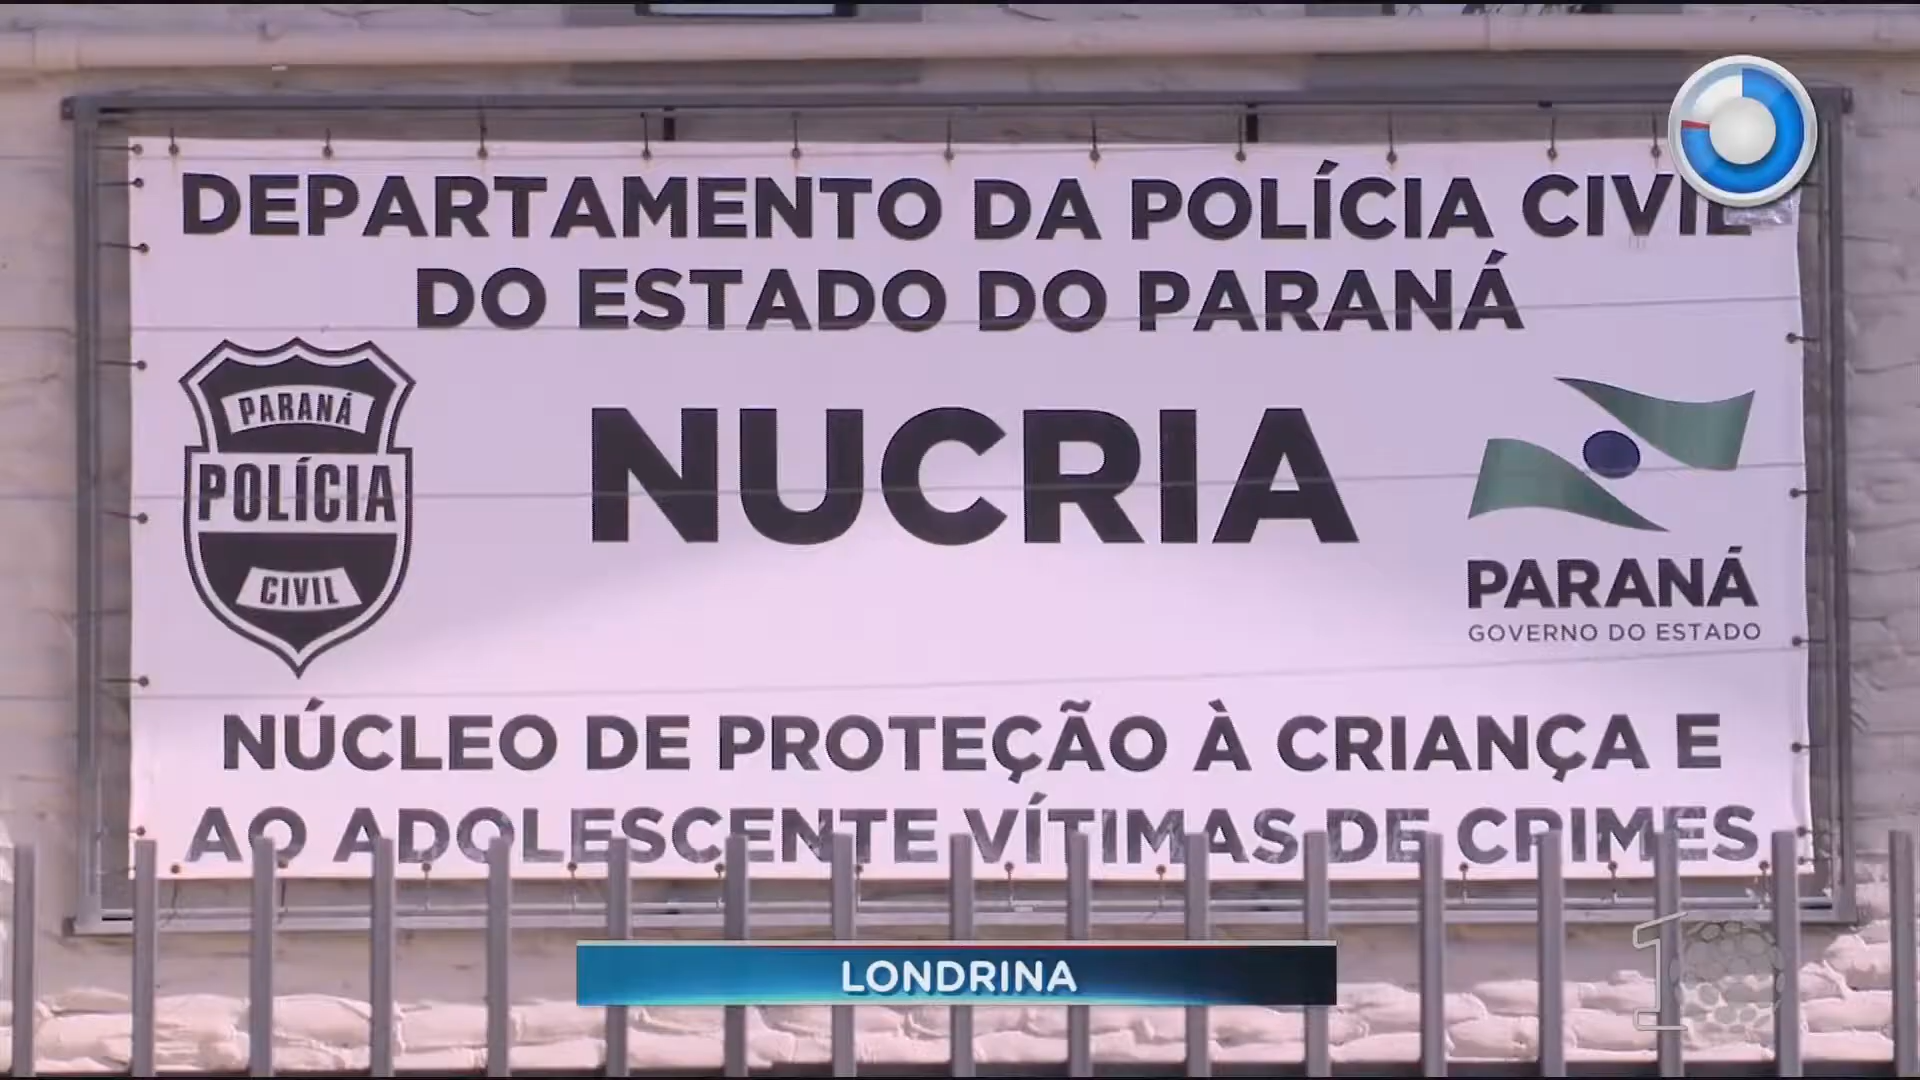 DEPARTAMENTO DA POLÍCIA CIVIL
DO ESTADO DO PARANÁ
PARANÁ
POLÍCIA
CIVIL
NUCRIA
PARANÁ
GOVERNO DO ESTADO
NÚCLEO DE PROTEÇÃO À CRIANÇA E
AO ADOLESCENTE VÍTIMAS DE CRIMES
LONDRINA
10